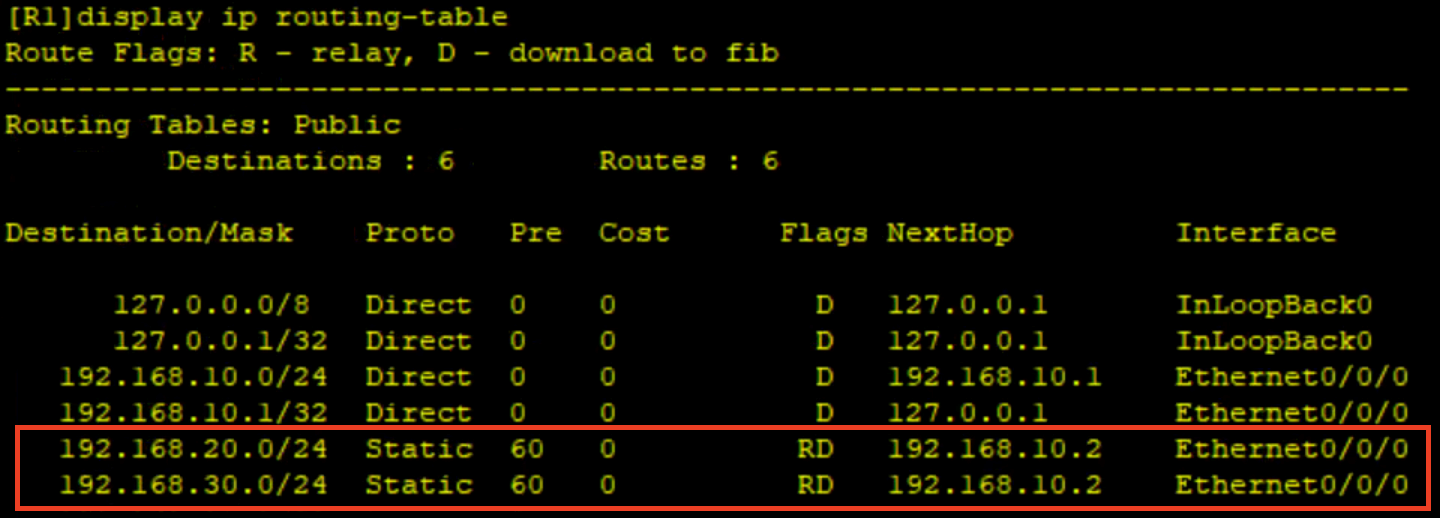 [R1]display ip routing-table
Route Flags: R - relay, D - download to fib
------------------------------------------------------------------------------
Routing Tables: Public
Destinations : 6 Routes : 6
Destination/Mask Proto Pre Cost Flags NextHop Interface
127.0.0.0/8 Direct 0 0 D 127.0.0.1 InLoopBack0
127.0.0.1/32 Direct 0 0 D 127.0.0.1 InLoopBack0
192.168.10.0/24 Direct 0 0 D 192.168.10.1 Ethernet0/0/0
192.168.10.1/32 Direct 0 0 D 127.0.0.1 Ethernet0/0/0
192.168.20.0/24 Static 60 0 RD 192.168.10.2 Ethernet0/0/0
192.168.30.0/24 Static 60 0 RD 192.168.10.2 Ethernet0/0/0